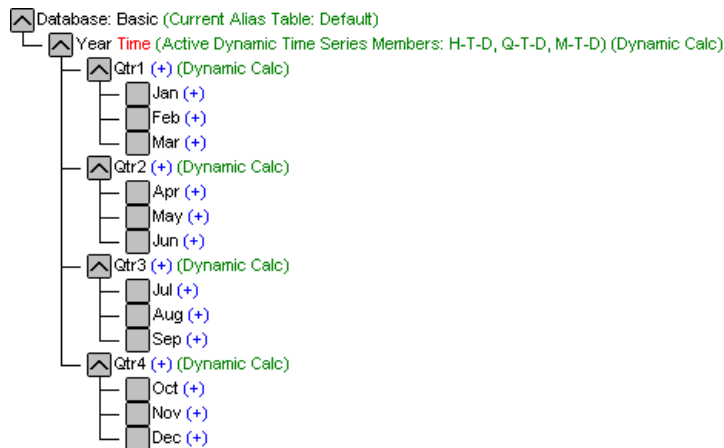 Database: Basic (Current Alias Table: Default)
Year Time (Active Dynamic Time Series Members: H-T-D, Q-T-D, M-T-D) (Dynamic Calc)
Qtr1 (+) (Dynamic Calc)
Jan (+)
Feb (+)
Mar (+)
Qtr2 (+) (Dynamic Calc)
Apr (+)
May (+)
Jun (+)
Qtr3 (+) (Dynamic Calc)
Jul (+)
Aug (+)
Sep (+)
Qtr4 (+) (Dynamic Calc)
Oct (+)
Nov (+)
Dec (+)